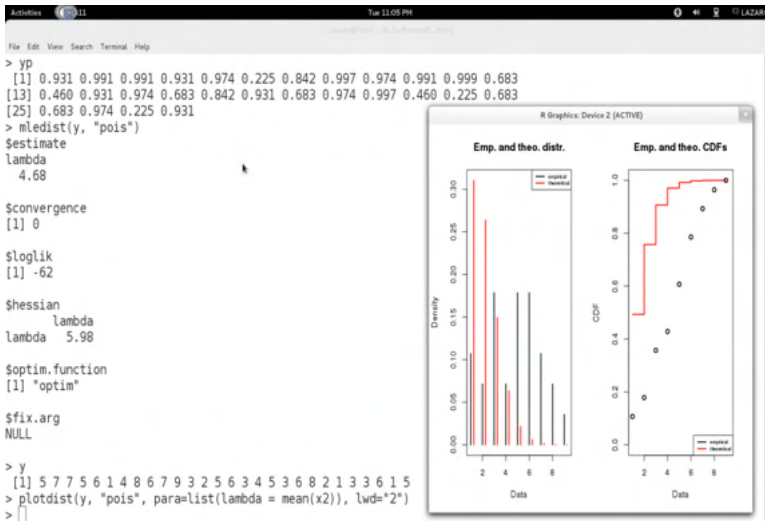 Activities
11
Tue 11:05 PM
LAZAR
File Edit View Search Terminal Help
> yp
[1] 0.931 0.991 0.991 0.931 0.974 0.225 0.842 0.997 0.974 0.991 0.999 0.683
[13] 0.460 0.931 0.974 0.683 0.842 0.931 0.683 0.974 0.997 0.460 0.225 0.683
[25] 0.683 0.974 0.225 0.931
> mledist(y, "pois")
$estimate
lambda
4.68
$convergence
[1] 0
$loglik
[1] -62
$hessian
lambda
lambda 5.98
$optim.function
[1] "optim"
$fix.arg
NULL
> y
[1] 5 7 7 5 6 1 4 8 6 7 9 3 2 5 6 3 4 5 3 6 8 2 1 3 3 6 1 5
> plotdist(y, "pois", para=list(lambda = mean(x2)), lwd="2")
>
R Graphics: Device 2 (ACTIVE)
Emp. and theo. distr.
empirical
theoretical
Density
0.00 0.05 0.10 0.15 0.20 0.25 0.30
2 4 6 8
Data
Emp. and theo. CDFs
CDF
0.0 0.2 0.4 0.6 0.8 1.0
empirical
theoretical
2 4 6 8
Data